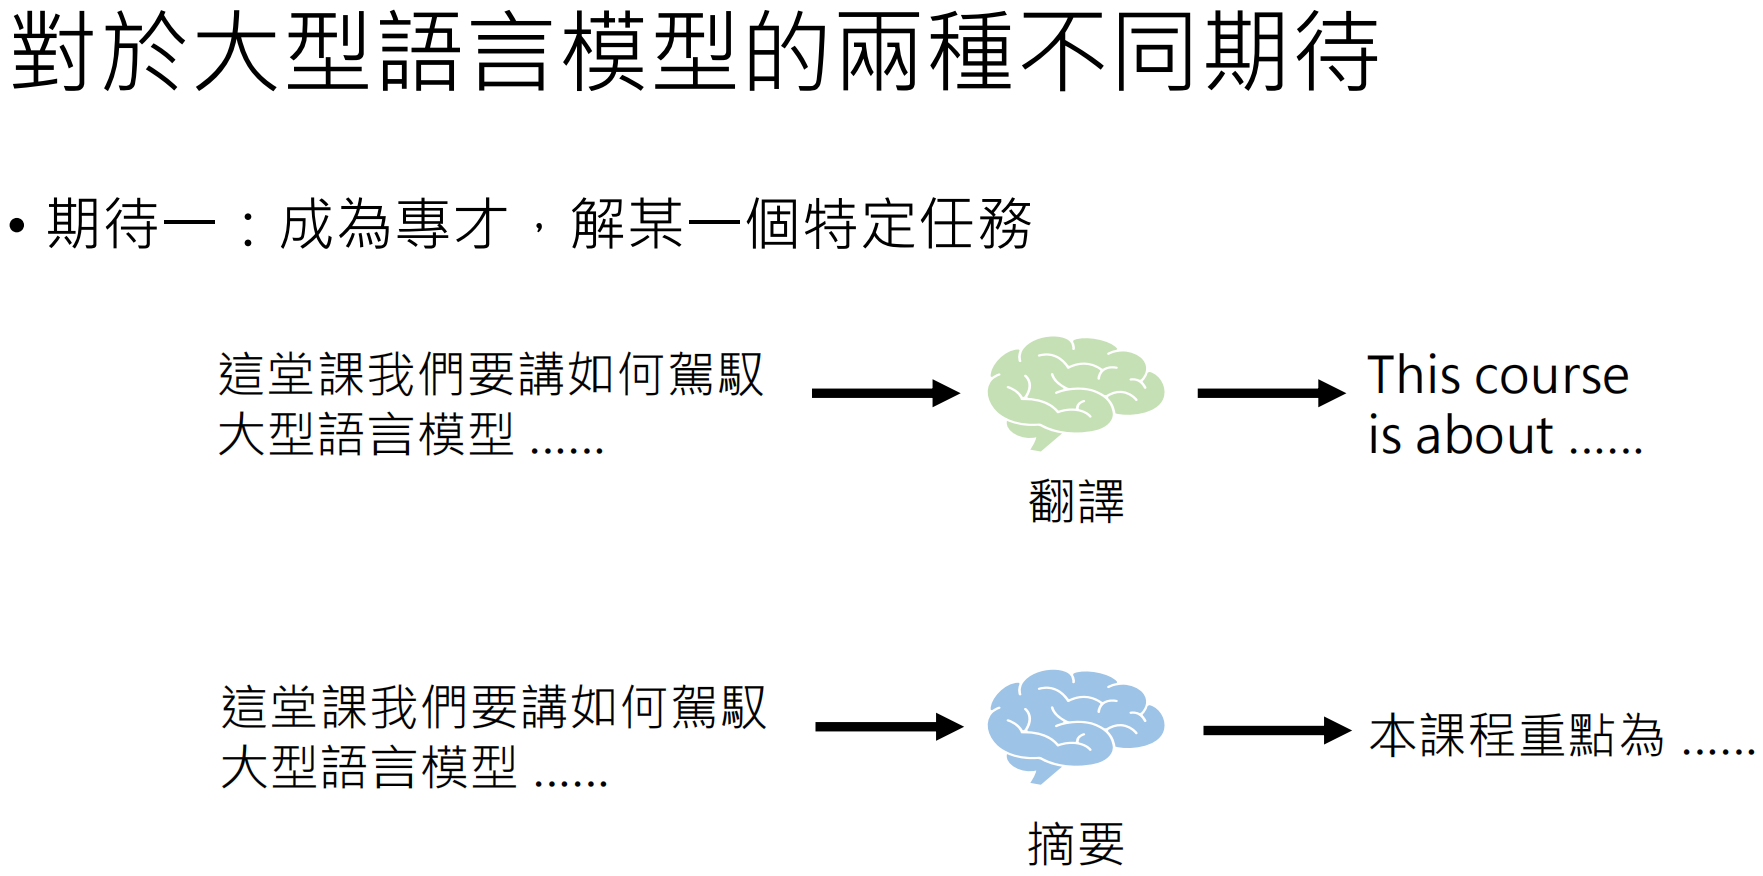 對於大型語言模型的兩種不同期待
• 期待一：成為專才，解某一個特定任務
這堂課我們要講如何駕馭
大型語言模型 ......
This course
is about ......
翻譯
這堂課我們要講如何駕馭
大型語言模型 ......
本課程重點為 ......
摘要